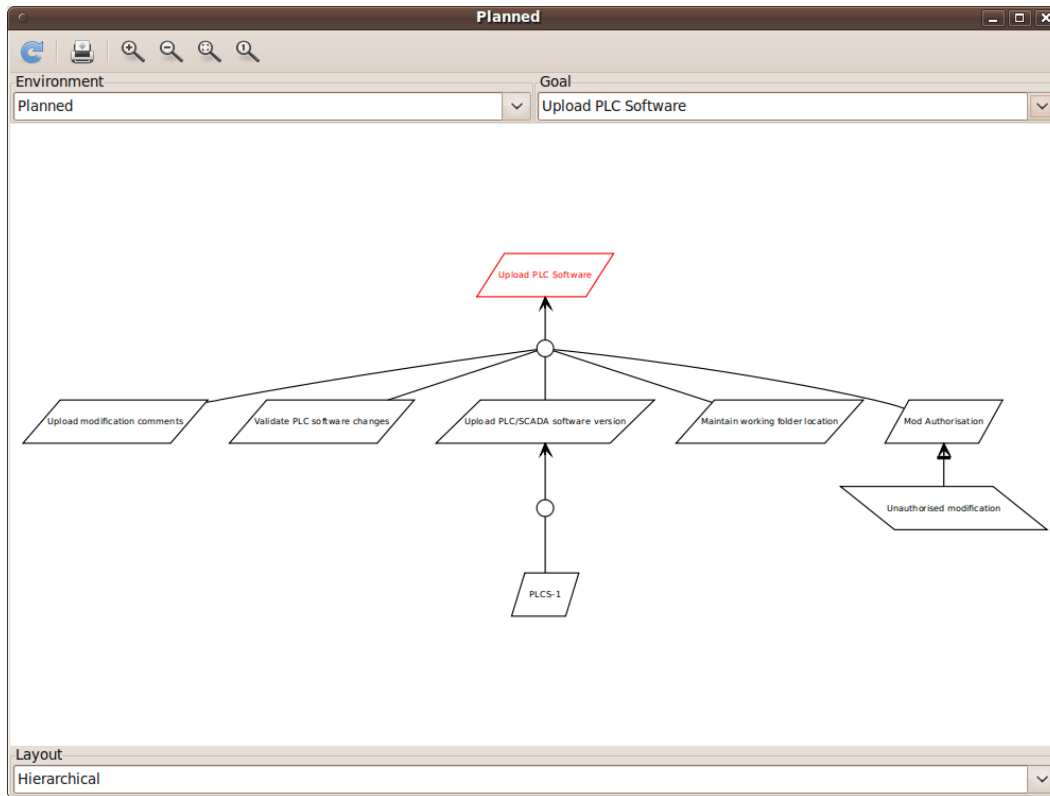 Planned
Environment
Goal
Planned
Upload PLC Software
Upload PLC Software
Upload modification comments
Validate PLC software changes
Upload PLC/SCADA software version
Maintain working folder location
Mod Authorisation
Unauthorised modification
PLCS-1
Layout
Hierarchical